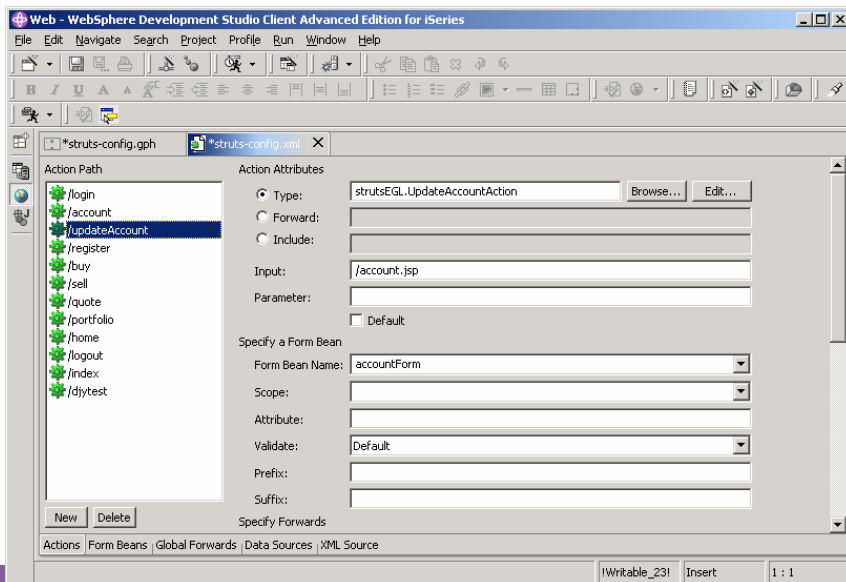 Web - WebSphere Development Studio Client Advanced Edition for iSeries
File Edit Navigate Search Project Profile Run Window Help
B I U A A
*struts-config.gph *struts-config.xml X
Action Path
/login
/account
/updateAccount
/register
/buy
/sell
/quote
/portfolio
/home
/logout
/index
/djytest
New Delete
Action Attributes
Type: strutsEGL.UpdateAccountAction Browse... Edit...
Forward:
Include:
Input: /account.jsp
Parameter:
Default
Specify a Form Bean
Form Bean Name: accountForm
Scope:
Attribute:
Validate: Default
Prefix:
Suffix:
Specify Forwards
Actions Form Beans Global Forwards Data Sources XML Source
!Writable_23! Insert 1 : 1